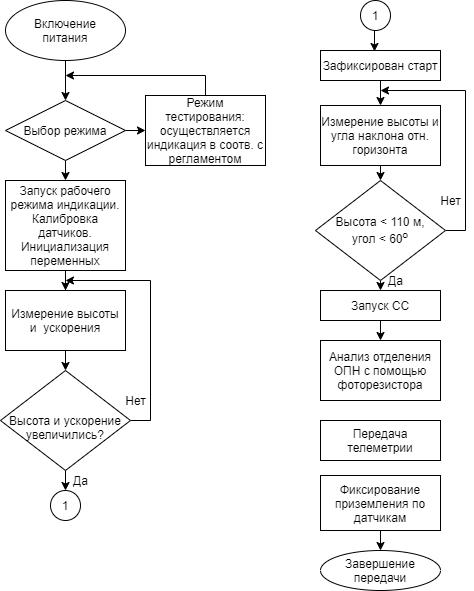 Включение
питания
Выбор режима
Режим
тестирования:
осуществляется
индикация в соотв. с
регламентом
Запуск рабочего
режима индикации.
Калибровка
датчиков.
Инициализация
переменных
Измерение высоты
и ускорения
Нет
Высота и ускорение
увеличились?
Да
1
1
Зафиксирован старт
Измерение высоты и
угла наклона отн.
горизонта
Нет
Высота < 110 м,
угол < 60°
Да
Запуск СС
Анализ отделения
ОПН с помощью
фоторезистора
Передача
телеметрии
Фиксирование
приземления по
датчикам
Завершение
передачи